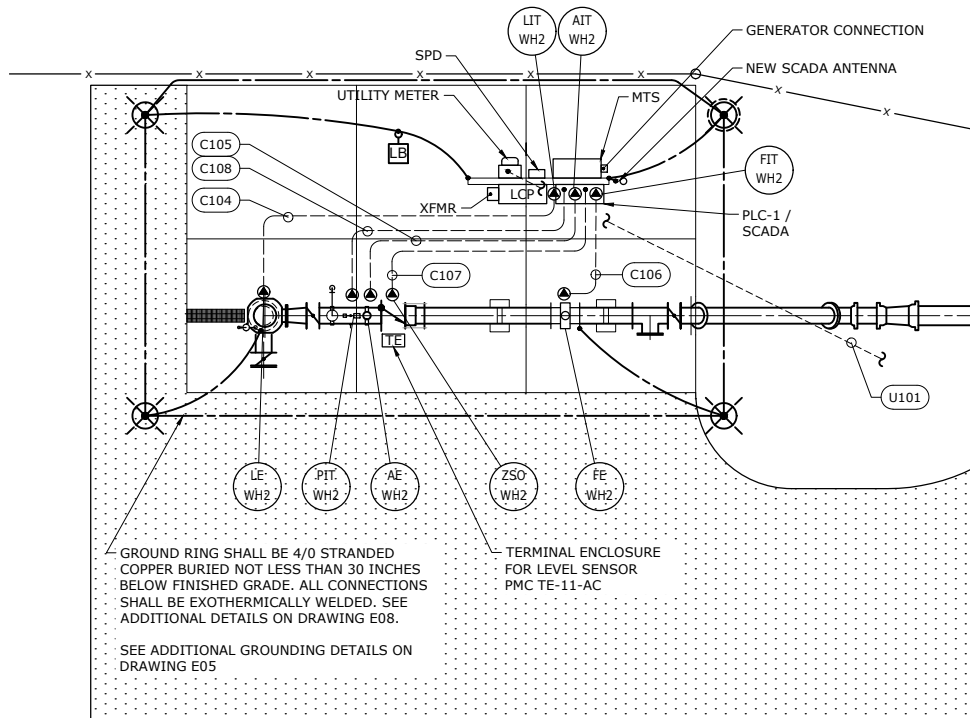 LIT
WH2
AIT
WH2
GENERATOR CONNECTION
SPD
NEW SCADA ANTENNA
X
X
X
X
X
X
X
UTILITY METER
MTS
C105
C108
C104
LB
FIT
WH2
XFMR
LCP
PLC-1 /
SCADA
C107
C106
TE
U101
LE
WH2
PIT
WH2
AE
WH2
ZSO
WH2
FE
WH2
GROUND RING SHALL BE 4/0 STRANDED
COPPER BURIED NOT LESS THAN 30 INCHES
BELOW FINISHED GRADE. ALL CONNECTIONS
SHALL BE EXOTHERMICALLY WELDED. SEE
ADDITIONAL DETAILS ON DRAWING E08.
SEE ADDITIONAL GROUNDING DETAILS ON
DRAWING E05
TERMINAL ENCLOSURE
FOR LEVEL SENSOR
PMC TE-11-AC